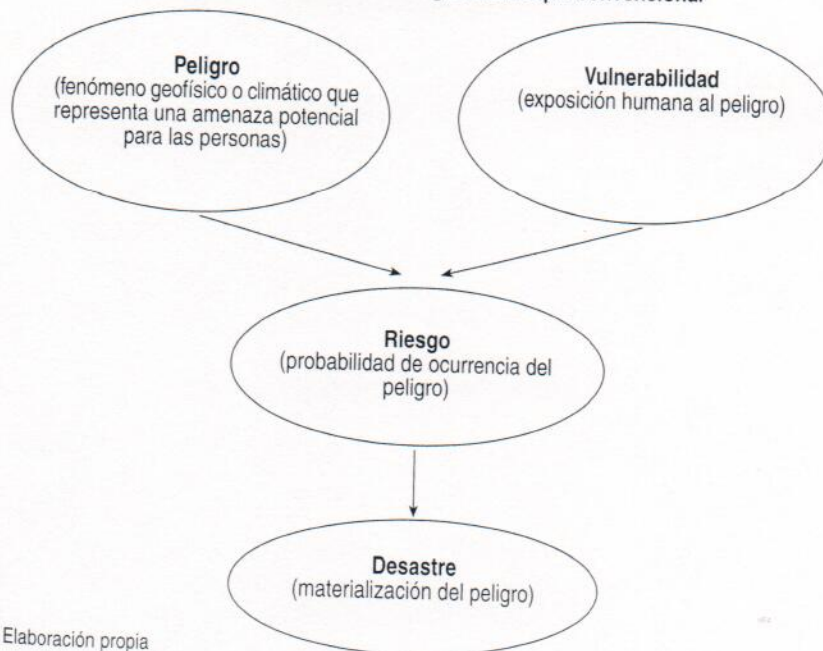 Peligro
(fenómeno geofísico o climático que
representa una amenaza potencial
para las personas)
Vulnerabilidad
(exposición humana al peligro)
Riesgo
(probabilidad de ocurrencia del
peligro)
Desastre
(materialización del peligro)
Elaboración propia